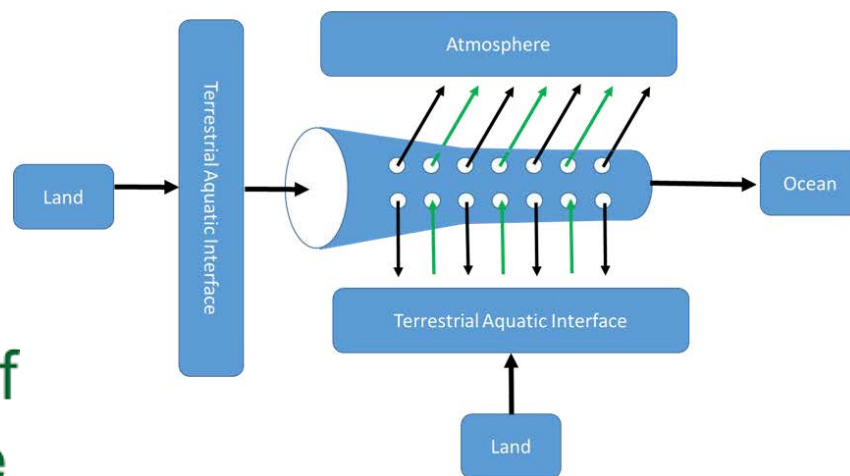 Atmosphere
Terrestrial Aquatic Interface
Land
Ocean
Terrestrial Aquatic Interface
Land
f
e